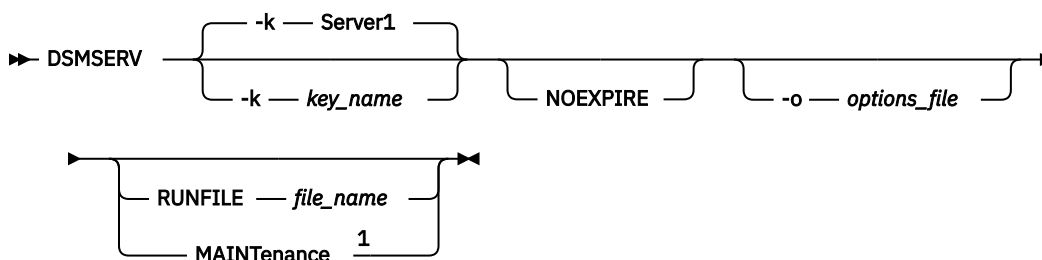 -k Server1
DSMSERV
-k key_name
NOEXPIRE
-o options_file
RUNFILE file_name
1
MAINTenance